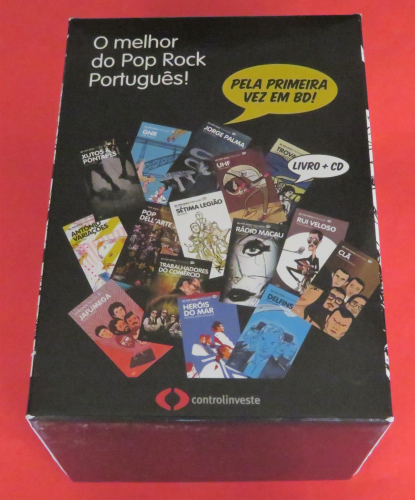 O melhor
do Pop Rock
Português!
PELA PRIMEIRA
VEZ EM BD!
LIVRO + CD
XUTOS &
PONTAPÉS
GNR
JORGE PALMA
UHF
ANTÓNIO
VARIAÇÕES
POP
DELL'ARTE
SÉTIMA LEGIÃO
RÁDIO MACAU
RUI VELOSO
CLÃ
JAFUMEGA
TRABALHADORES
DO COMÉRCIO
HERÓIS
DO MAR
DELFINS
controlinveste